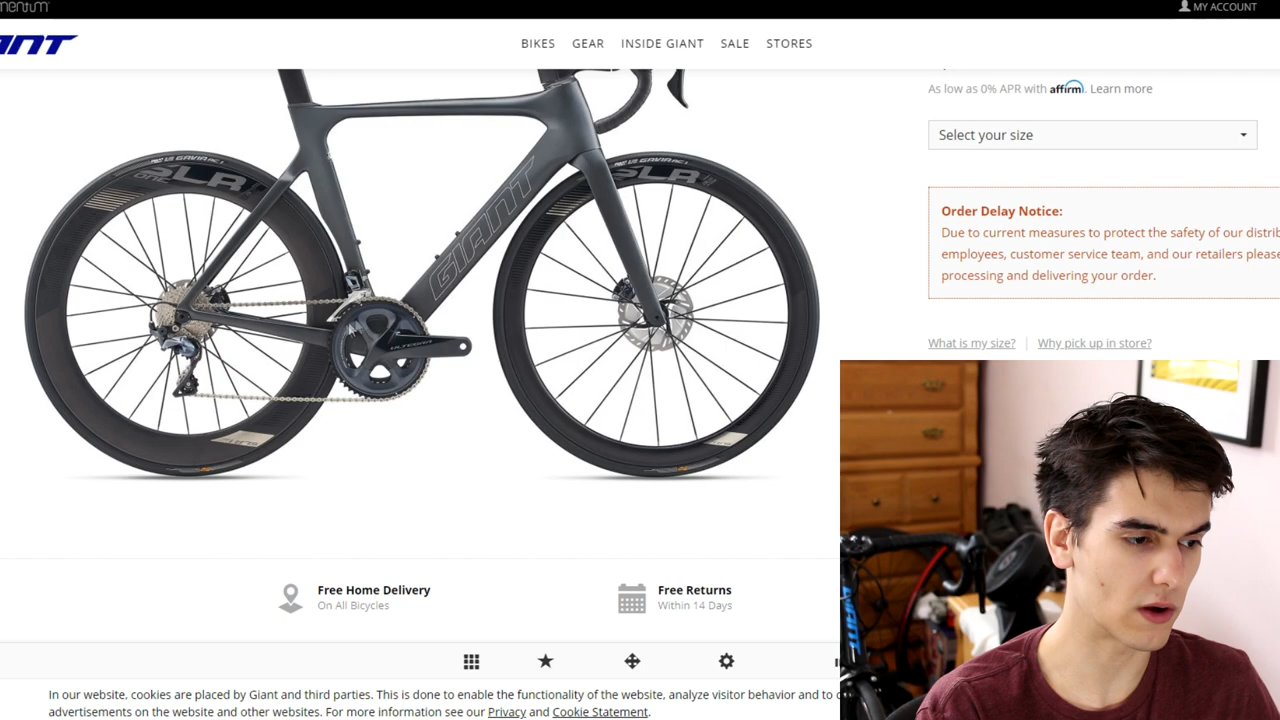 MY ACCOUNT
BIKES GEAR INSIDE GIANT SALE STORES
As low as 0% APR with affirm. Learn more
Select your size
Order Delay Notice:
Due to current measures to protect the safety of our
employees, customer service team, and our retailers please
processing and delivering your order.
What is my size? Why pick up in store?
SLR
SLR
GAVIA
GAVIA
GIANT
ULTEGRA
Free Home Delivery
On All Bicycles
Free Returns
Within 14 Days
In our website, cookies are placed by Giant and third parties. This is done to enable the functionality of the website, analyze visitor behavior and to
advertisements on the website and other websites. For more information see our Privacy and Cookie Statement.